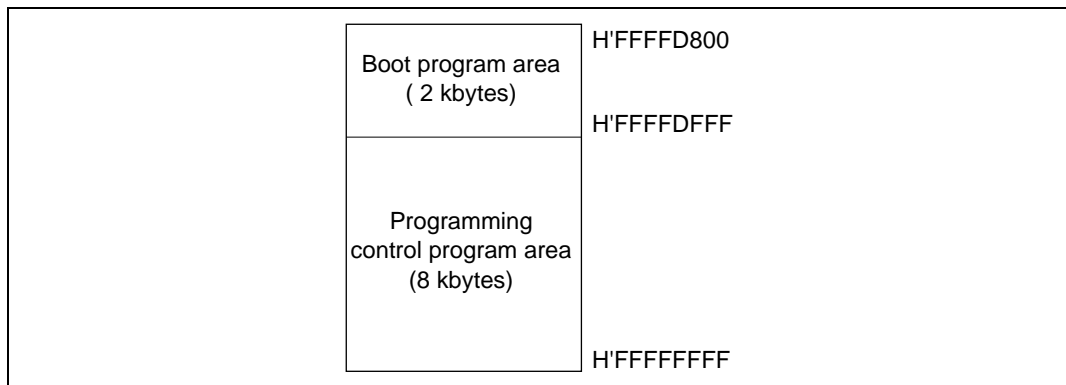 H'FFFFD800
Boot program area
( 2 kbytes)
H'FFFFDFFF
Programming
control program area
(8 kbytes)
H'FFFFFFFF